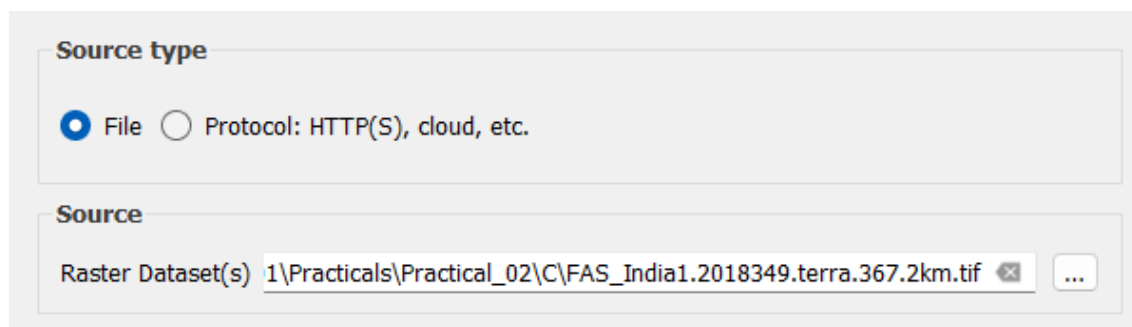 Source type
File Protocol: HTTP(S), cloud, etc.
Source
Raster Dataset(s) 1\Practicals\Practical_02\C\FAS_India1.2018349.terra.367.2km.tif ...